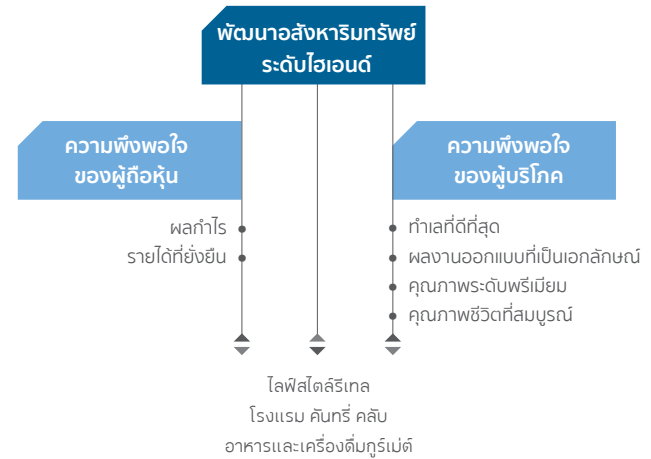 พัฒนาอสังหาริมทรัพย์
ระดับไฮเอนด์
ความพึงพอใจ
ของผู้ถือหุ้น
ผลกำไร
รายได้ที่ยั่งยืน
ความพึงพอใจ
ของผู้บริโภค
ทำเลที่ดีที่สุด
ผลงานออกแบบที่เป็นเอกลักษณ์
คุณภาพระดับพรีเมียม
คุณภาพชีวิตที่สมบูรณ์
ไลฟ์สไตล์รีเทล
โรงแรม คันทรี่ คลับ
อาหารและเครื่องดื่มกูร์เม่ต์